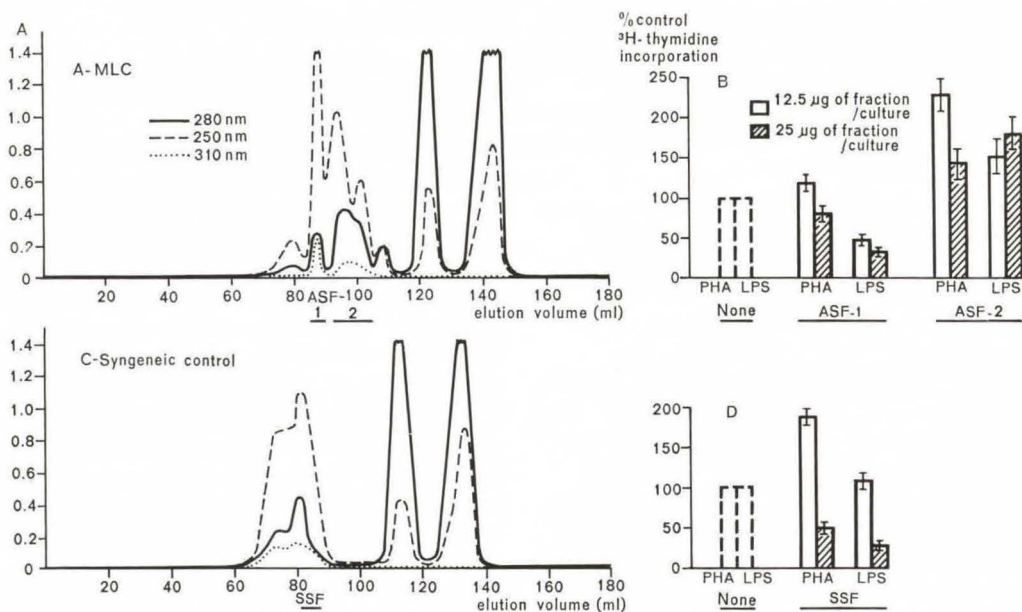 A
A-MLC
280 nm
250 nm
310 nm
1.4
1.2
1.0
0.8
0.6
0.4
0.2
0
20
40
60
80
ASF-1
100
120
140
160
180
1
2
elution volume (ml)
% control
³H-thymidine
incorporation
B
12.5 µg of fraction
/culture
25 µg of fraction
/culture
250
200
150
100
50
0
PHA LPS
PHA
LPS
PHA
LPS
None
ASF-1
ASF-2
C-Syngeneic control
1.4
1.2
1.0
0.8
0.6
0.4
0.2
0
20
40
60
80
100
120
140
160
180
SSF
elution volume (ml)
D
200
150
100
50
0
PHA LPS
PHA
LPS
None
SSF